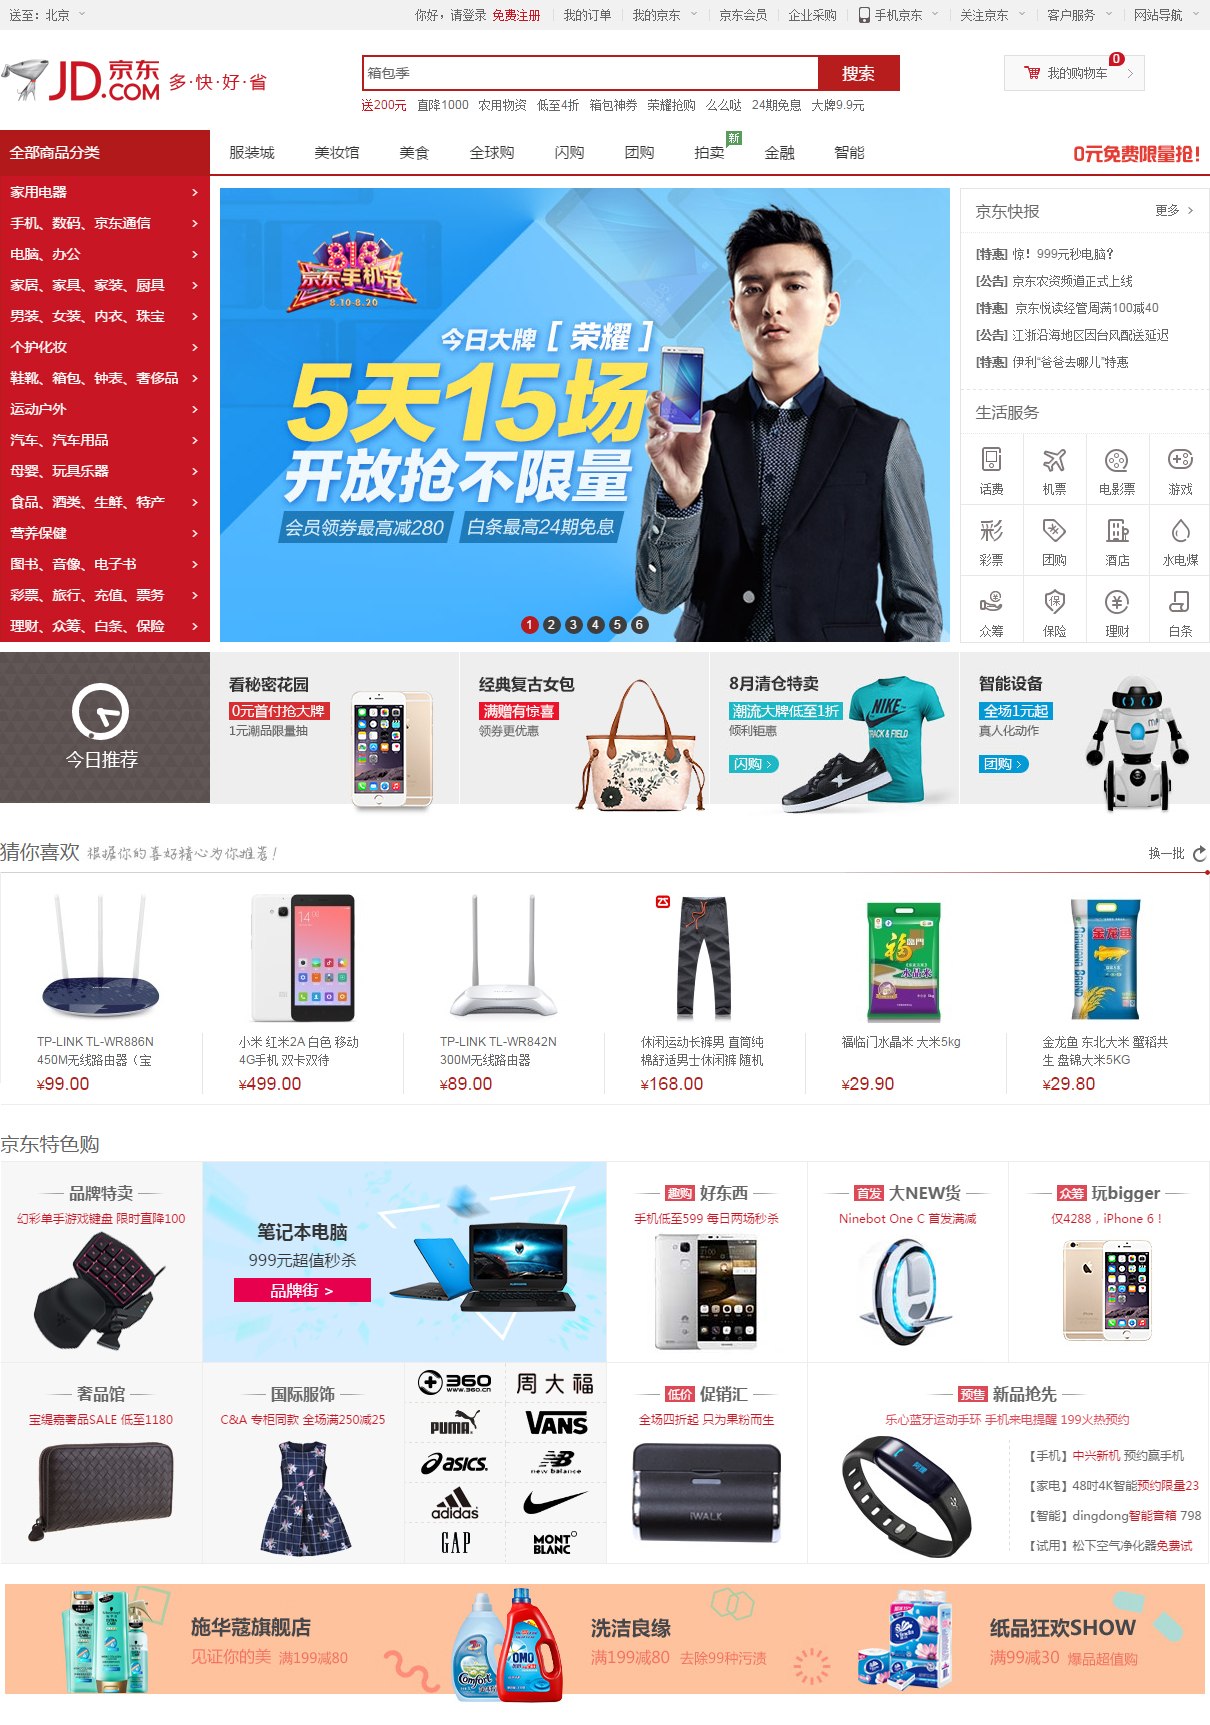 送至：北京
你好，请登录 免费注册 我的订单 我的京东 京东会员 企业采购 手机京东 关注京东 客户服务 网站导航
JD.COM 京东
多·快·好·省
箱包季
搜索
我的购物车 0
送200元 直降1000 农用物资 低至4折 箱包神券 荣耀抢购 么么哒 24期免息 大牌9.9元
全部商品分类
服装城 美妆馆 美食 全球购 闪购 团购 拍卖 新 金融 智能
0元免费限量抢！
家用电器
手机、数码、京东通信
电脑、办公
家居、家具、家装、厨具
男装、女装、内衣、珠宝
个护化妆
鞋靴、箱包、钟表、奢侈品
运动户外
汽车、汽车用品
母婴、玩具乐器
食品、酒类、生鲜、特产
营养保健
图书、音像、电子书
彩票、旅行、充值、票务
理财、众筹、白条、保险
818
京东手机节
8.10-8.20
今日大牌[荣耀]
5天15场
开放抢不限量
会员领券最高减280 白条最高24期免息
1 2 3 4 5 6
京东快报 更多 >
[特惠] 惊！999元秒电脑？
[公告] 京东农资频道正式上线
[特惠] 京东悦读经管周满100减40
[公告] 江浙沿海地区因台风配送延迟
[特惠] 伊利“爸爸去哪儿”特惠
生活服务
话费 机票 电影票 游戏
彩
彩票 团购 酒店 水电煤
保
众筹 保险 理财 白条
今日推荐
看秘密花园
0元首付抢大牌
1元潮品限量抽
经典复古女包
满赠有惊喜
领券更优惠
8月清仓特卖
潮流大牌低至1折
倾利钜惠
闪购 >
NIKE
TRACK & FIELD
智能设备
全场1元起
真人化动作
团购 >
猜你喜欢 根据你的喜好精心为你推荐！
换一批
福
水晶米
金龙鱼
TP-LINK TL-WR886N
450M无线路由器（宝
¥99.00
小米 红米2A 白色 移动
4G手机 双卡双待
¥499.00
TP-LINK TL-WR842N
300M无线路由器
¥89.00
休闲运动长裤男 直筒纯
棉舒适男士休闲裤 随机
¥168.00
福临门水晶米 大米5kg
¥29.90
金龙鱼 东北大米 蟹稻共
生 盘锦大米5KG
¥29.80
京东特色购
品牌特卖
幻彩单手游戏键盘 限时直降100
笔记本电脑
999元超值秒杀
品牌街 >
趣购 好东西
手机低至599 每日两场秒杀
首发 大NEW货
Ninebot One C 首发满减
众筹 玩bigger
仅4288，iPhone 6！
奢品馆
宝缇嘉奢品SALE 低至1180
国际服饰
C&A 专柜同款 全场满250减25
360
WWW.360.CN
周大福
PUMA
VANS
asics
NB
new balance
adidas
GAP
MONT BLANC
低价 促销汇
全场四折起 只为果粉而生
iWALK
预售 新品抢先
乐心蓝牙运动手环 手机来电提醒 199火热预约
【手机】中兴新机 预约赢手机
【家电】48吋4K智能预约限量23
【智能】dingdong智能音箱 798
【试用】松下空气净化器免费试
施华蔻旗舰店
见证你的美 满199减80
Comfort
OMO
洗洁良缘
满199减80 去除99种污渍
纸品狂欢SHOW
满99减30 爆品超值购